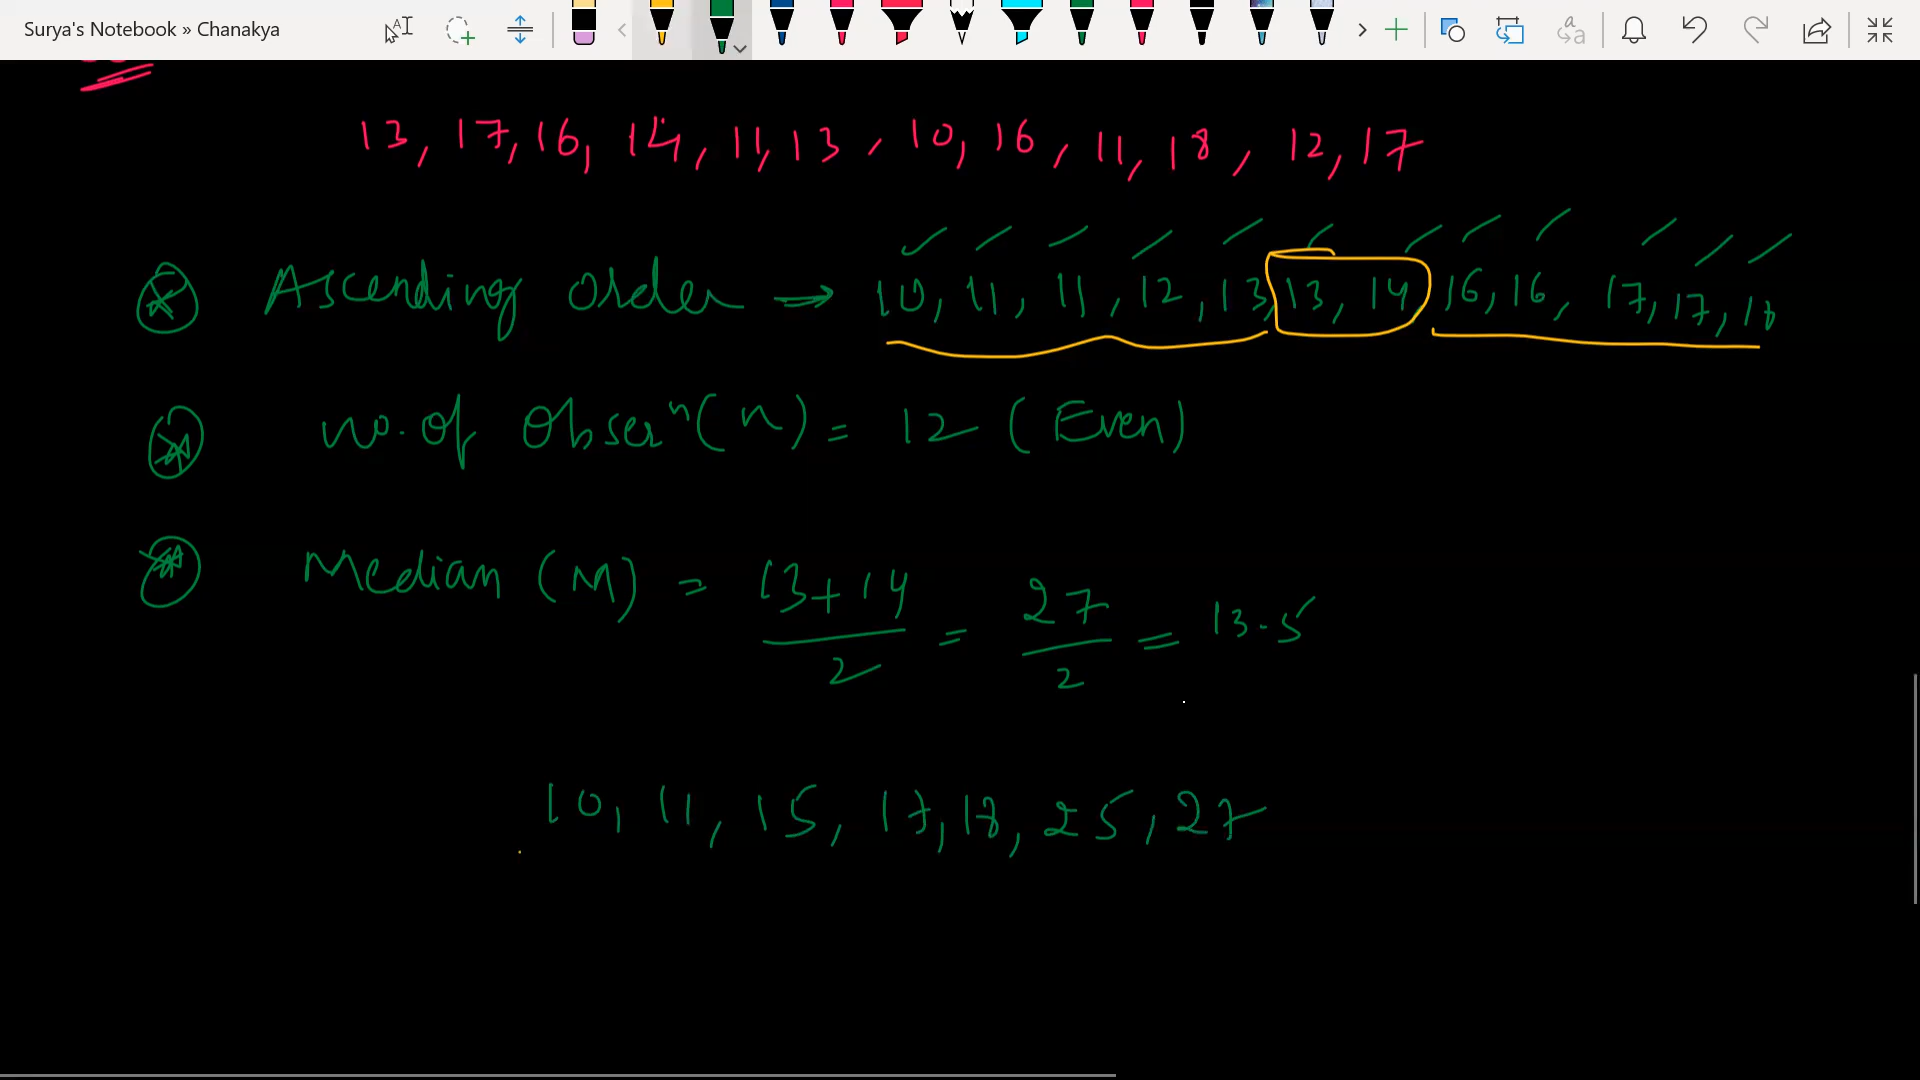 Surya's Notebook » Chanakya
13, 17, 16, 14, 11, 13, 10, 16, 11, 18, 12, 17
Ascending Order → 10, 11, 11, 12, 13, 13, 14, 16, 16, 17, 17, 18
no. of Obserⁿ (n) = 12 (Even)
Median (M) = 13+14/2 = 27/2 = 13.5
10, 11, 15, 17, 18, 25, 27